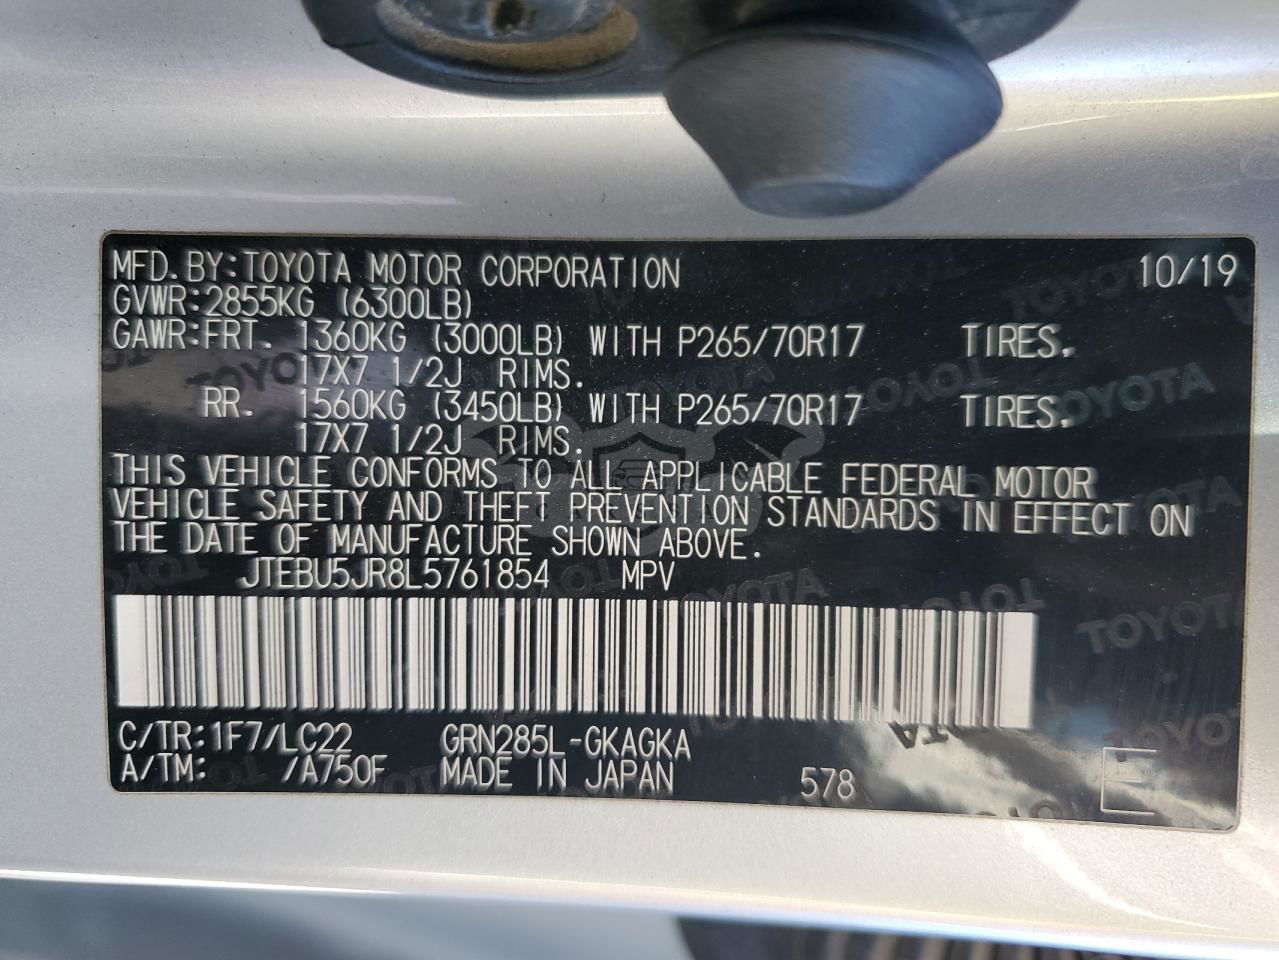 MFD.BY:TOYOTA MOTOR CORPORATION 10/19
GVWR:2855KG (6300LB)
GAWR:FRT. 1360KG (3000LB) WITH P265/70R17 TIRES.
17X7 1/2J RIMS.
RR. 1560KG (3450LB) WITH P265/70R17 TIRES.
17X7 1/2J RIMS.
THIS VEHICLE CONFORMS TO ALL APPLICABLE FEDERAL MOTOR
VEHICLE SAFETY AND THEFT PREVENTION STANDARDS IN EFFECT ON
THE DATE OF MANUFACTURE SHOWN ABOVE.
JTEBU5JR8L5761854 MPV
C/TR:1F7/LC22 GRN285L-GKAGKA
A/TM: /A750F MADE IN JAPAN 578 E